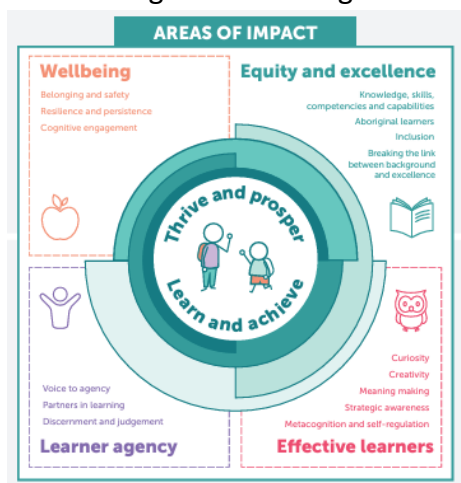 AREAS OF IMPACT
Wellbeing
Belonging and safety
Resilience and persistence
Cognitive engagement
Equity and excellence
Knowledge, skills,
competencies and capabilities
Aboriginal learners
Inclusion
Breaking the link
between background
and excellence
Thrive and prosper
Learn and achieve
Voice to agency
Partners in learning
Discernment and judgement
Learner agency
Curiosity
Creativity
Meaning making
Strategic awareness
Metacognition and self-regulation
Effective learners